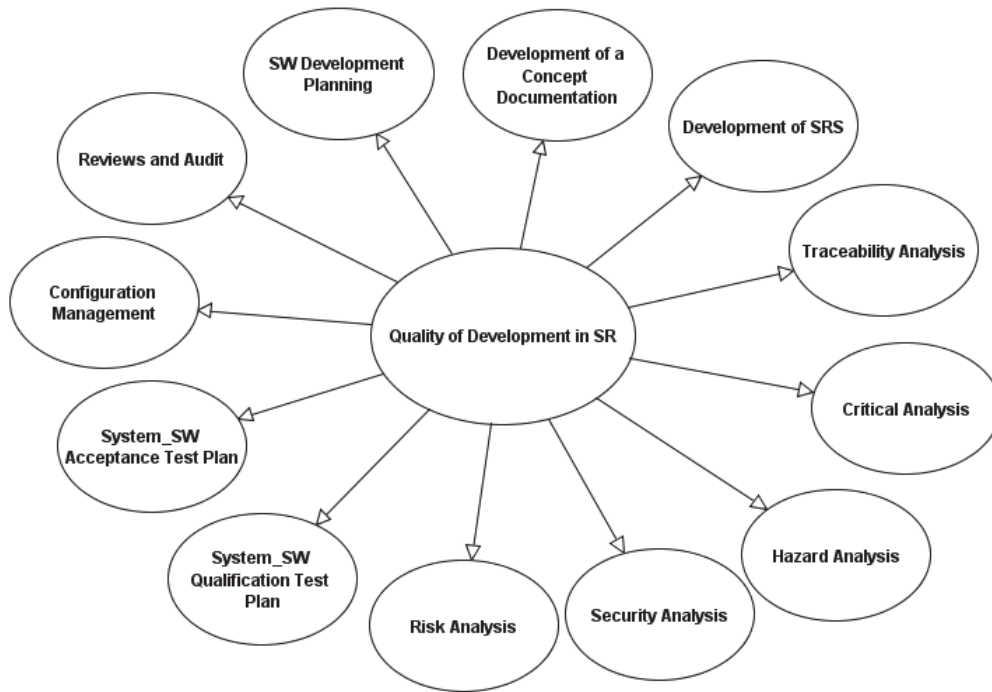 SW Development
Planning
Development of a
Concept
Documentation
Development of SRS
Reviews and Audit
Traceability Analysis
Configuration
Management
Quality of Development in SR
Critical Analysis
System_SW
Acceptance Test Plan
Hazard Analysis
System_SW
Qualification Test
Plan
Security Analysis
Risk Analysis